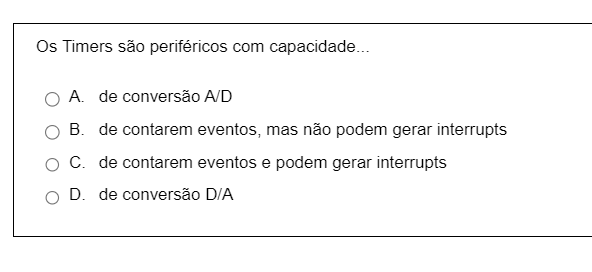 Os Timers são periféricos com capacidade...
A. de conversão A/D
B. de contarem eventos, mas não podem gerar interrupts
C. de contarem eventos e podem gerar interrupts
D. de conversão D/A